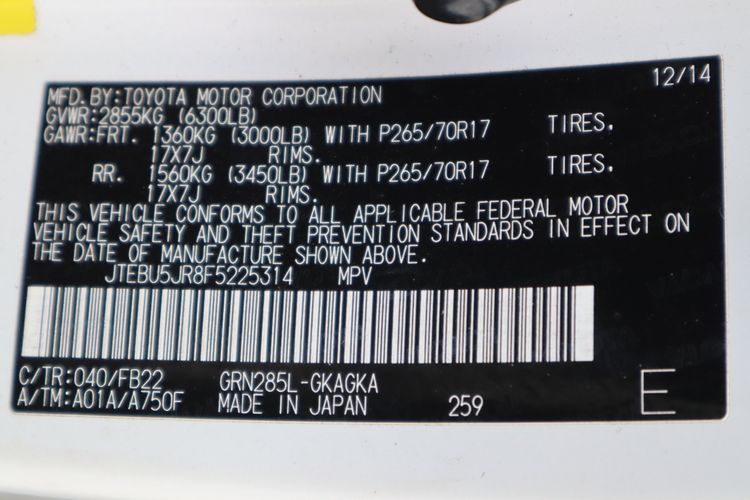 12/14
MFD.BY:TOYOTA MOTOR CORPORATION
GVWR:2855KG (6300LB)
GAWR:FRT. 1360KG (3000LB) WITH P265/70R17 TIRES,
17X7J RIMS.
RR. 1560KG (3450LB) WITH P265/70R17 TIRES,
17X7J RIMS.
THIS VEHICLE CONFORMS TO ALL APPLICABLE FEDERAL MOTOR
VEHICLE SAFETY AND THEFT PREVENTION STANDARDS IN EFFECT ON
THE DATE OF MANUFACTURE SHOWN ABOVE.
JTEBU5JR8F5225314 MPV
C/TR:040/FB22 GRN285L-GKAGKA
A/TM:A01A/A750F MADE IN JAPAN 259 E